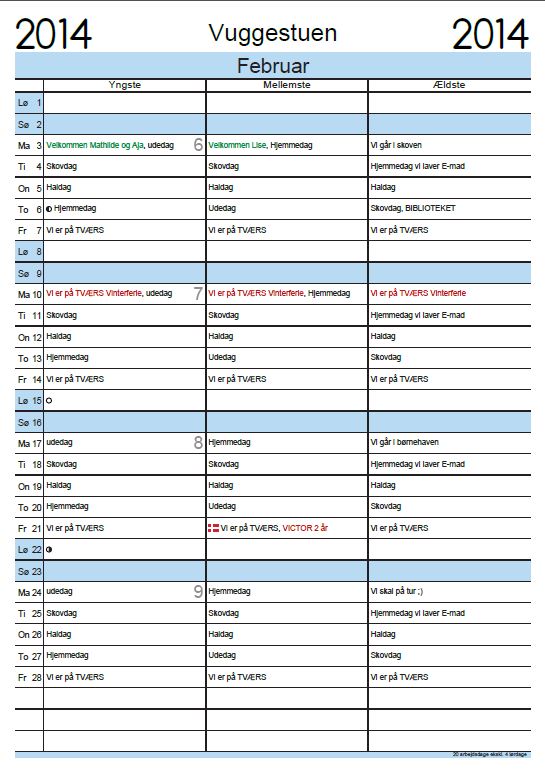 2014 Vuggestuen 2014
Februar
Yngste Mellemste Ældste
Lø 1
Sø 2
Ma 3 Velkommen Mathilde og Aja, udedag 6 Velkommen Lise, Hjemmedag Vi går i skoven
Ti 4 Skovdag Skovdag Hjemmedag vi laver E-mad
On 5 Haldag Haldag Haldag
To 6 Hjemmedag Udedag Skovdag, BIBLIOTEKET
Fr 7 Vi er på TVÆRS Vi er på TVÆRS Vi er på TVÆRS
Lø 8
Sø 9
Ma 10 Vi er på TVÆRS Vinterferie, udedag 7 Vi er på TVÆRS Vinterferie, Hjemmedag Vi er på TVÆRS Vinterferie
Ti 11 Skovdag Skovdag Hjemmedag vi laver E-mad
On 12 Haldag Haldag Haldag
To 13 Hjemmedag Udedag Skovdag
Fr 14 Vi er på TVÆRS Vi er på TVÆRS Vi er på TVÆRS
Lø 15
Sø 16
Ma 17 udedag 8 Hjemmedag Vi går i børnehaven
Ti 18 Skovdag Skovdag Hjemmedag vi laver E-mad
On 19 Haldag Haldag Haldag
To 20 Hjemmedag Udedag Skovdag
Fr 21 Vi er på TVÆRS Vi er på TVÆRS, VICTOR 2 år Vi er på TVÆRS
Lø 22
Sø 23
Ma 24 udedag 9 Hjemmedag Vi skal på tur ;)
Ti 25 Skovdag Skovdag Hjemmedag vi laver E-mad
On 26 Haldag Haldag Haldag
To 27 Hjemmedag Udedag Skovdag
Fr 28 Vi er på TVÆRS Vi er på TVÆRS Vi er på TVÆRS
20 arbejdsdage ekskl. 4 lørdage